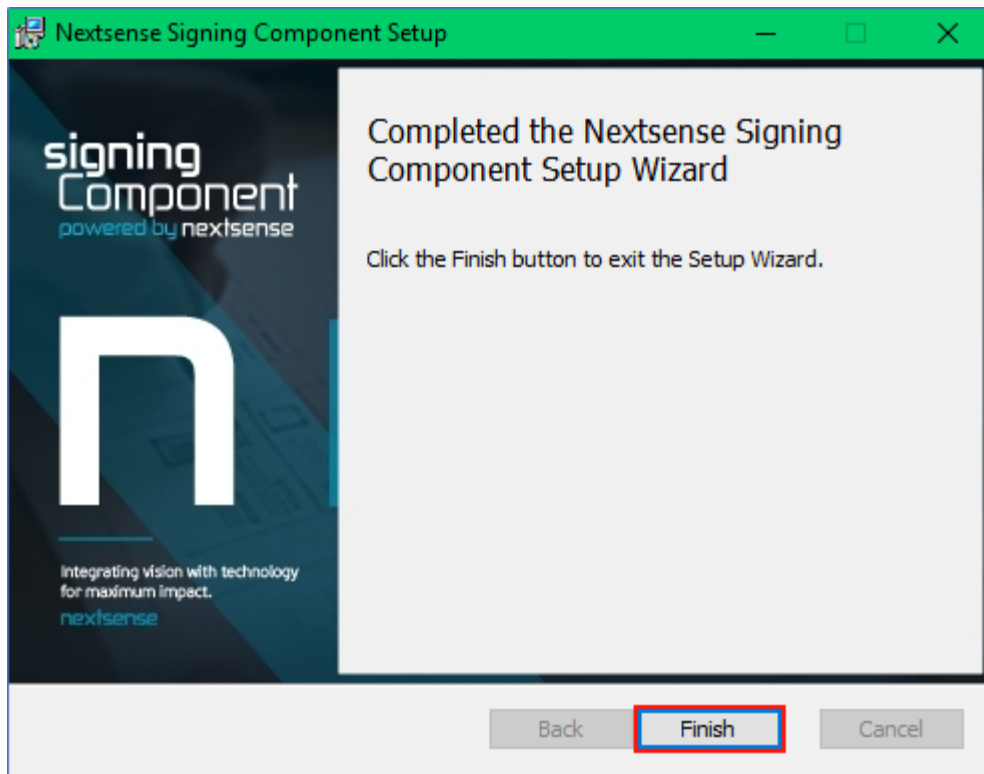 Nextsense Signing Component Setup
signing
Component
powered by nextsense
n
Integrating vision with technology
for maximum impact.
nextsense
Completed the Nextsense Signing
Component Setup Wizard
Click the Finish button to exit the Setup Wizard.
Back
Finish
Cancel